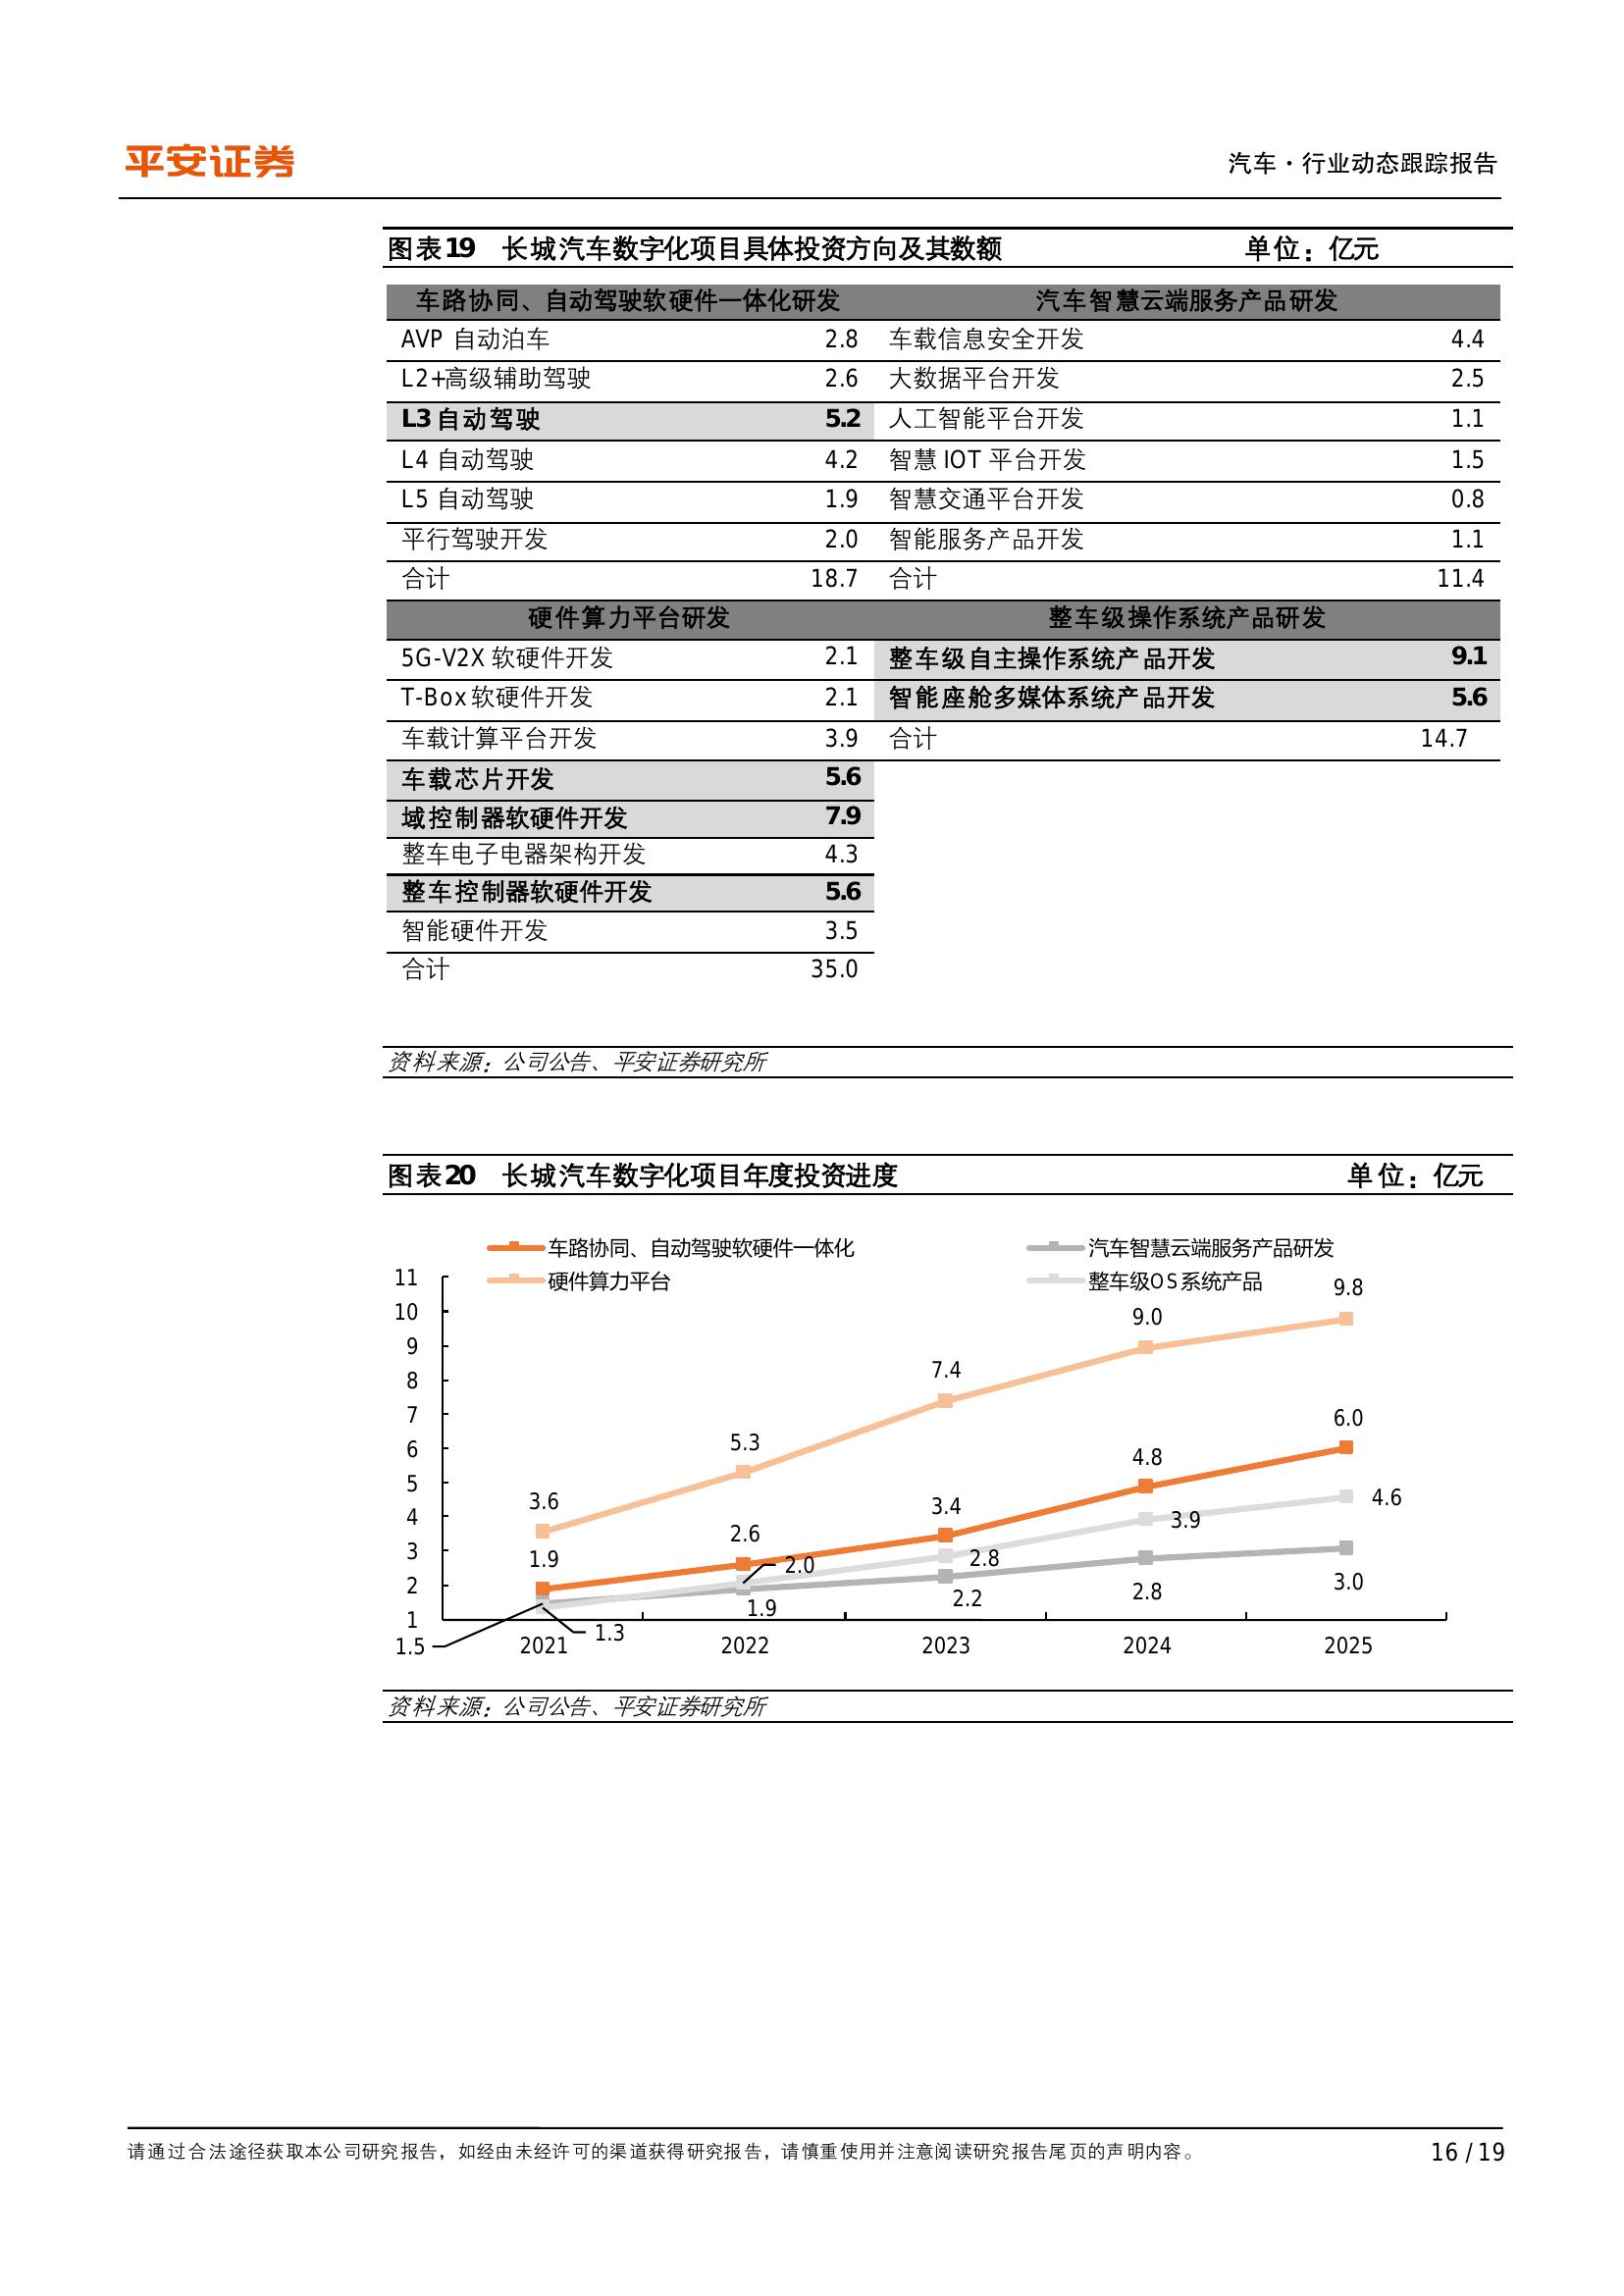 平安证券
汽车·行业动态跟踪报告
图表19 长城汽车数字化项目具体投资方向及其数额 单位：亿元
车路协同、自动驾驶软硬件一体化研发 汽车智慧云端服务产品研发
AVP 自动泊车 2.8 车载信息安全开发 4.4
L2+高级辅助驾驶 2.6 大数据平台开发 2.5
L3 自动驾驶 5.2 人工智能平台开发 1.1
L4 自动驾驶 4.2 智慧 IOT 平台开发 1.5
L5 自动驾驶 1.9 智慧交通平台开发 0.8
平行驾驶开发 2.0 智能服务产品开发 1.1
合计 18.7 合计 11.4
硬件算力平台研发 整车级操作系统产品研发
5G-V2X 软硬件开发 2.1 整车级自主操作系统产品开发 9.1
T-Box 软硬件开发 2.1 智能座舱多媒体系统产品开发 5.6
车载计算平台开发 3.9 合计 14.7
车载芯片开发 5.6
域控制器软硬件开发 7.9
整车电子电器架构开发 4.3
整车控制器软硬件开发 5.6
智能硬件开发 3.5
合计 35.0
资料来源：公司公告、平安证券研究所
图表20 长城汽车数字化项目年度投资进度 单位：亿元
车路协同、自动驾驶软硬件一体化 汽车智慧云端服务产品研发
硬件算力平台 整车级OS系统产品
11
10
9
8
7
6
5
4
3
2
1
3.6 5.3 7.4 9.0 9.8
1.9 2.6 3.4 4.8 6.0
1.3 2.0 2.8 3.9 4.6
1.5 1.9 2.2 2.8 3.0
2021 2022 2023 2024 2025
资料来源：公司公告、平安证券研究所
请通过合法途径获取本公司研究报告，如经由未经许可的渠道获得研究报告，请慎重使用并注意阅读研究报告尾页的声明内容。 16 / 19